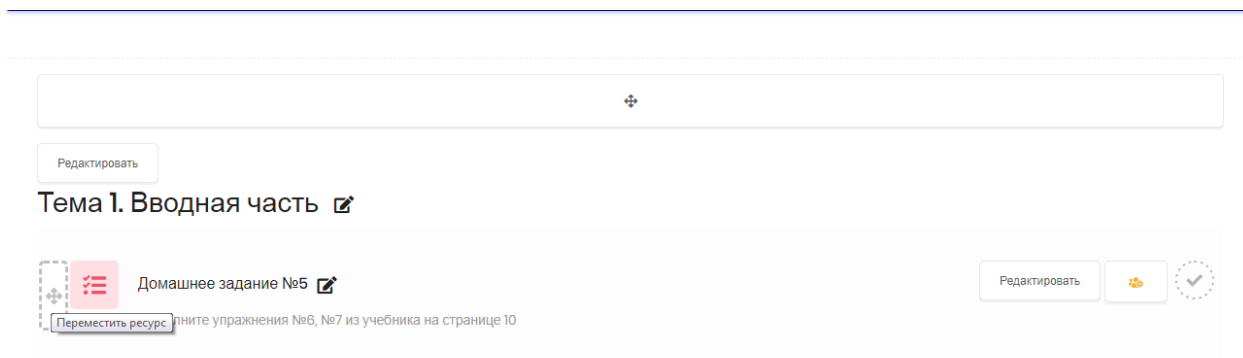 Редактировать
Тема 1. Вводная часть
Домашнее задание №5
Редактировать
Переместить ресурс
лните упражнения №6, №7 из учебника на странице 10